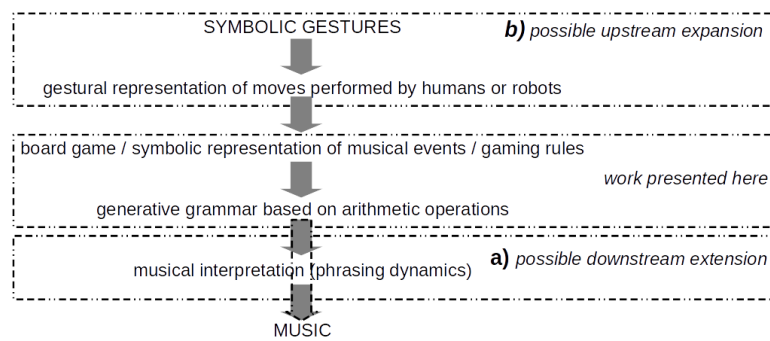 SYMBOLIC GESTURES
b) possible upstream expansion
gestural representation of moves performed by humans or robots
board game / symbolic representation of musical events / gaming rules
work presented here
generative grammar based on arithmetic operations
a) possible downstream extension
musical interpretation (phrasing dynamics)
MUSIC